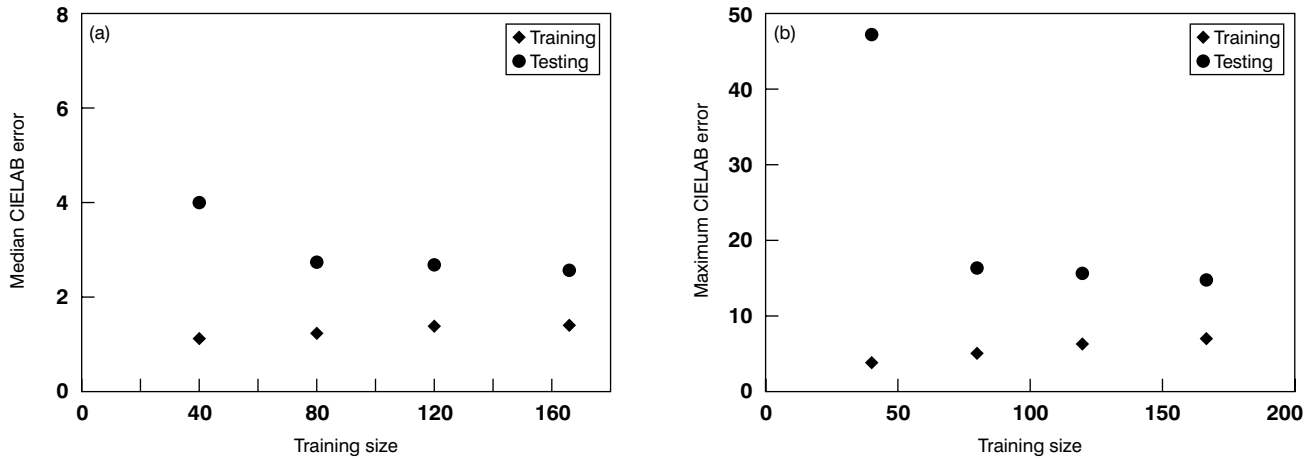 (a)
Training
Testing
Median CIELAB error
8
6
4
2
0
0 40 80 120 160
Training size
(b)
Training
Testing
Maximum CIELAB error
50
40
30
20
10
0
0 50 100 150 200
Training size